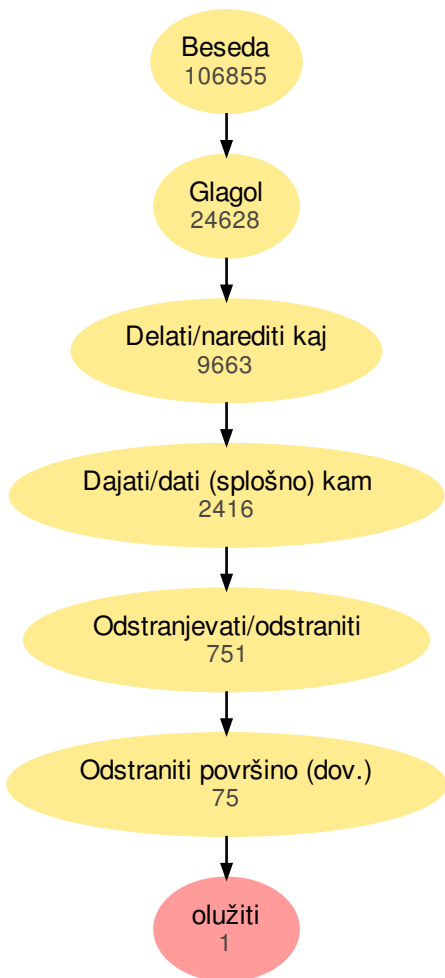 Beseda
106855
Glagol
24628
Delati/narediti kaj
9663
Dajati/dati (splošno) kam
2416
Odstranjevati/odstraniti
751
Odstraniti površino (dov.)
75
olužiti
1